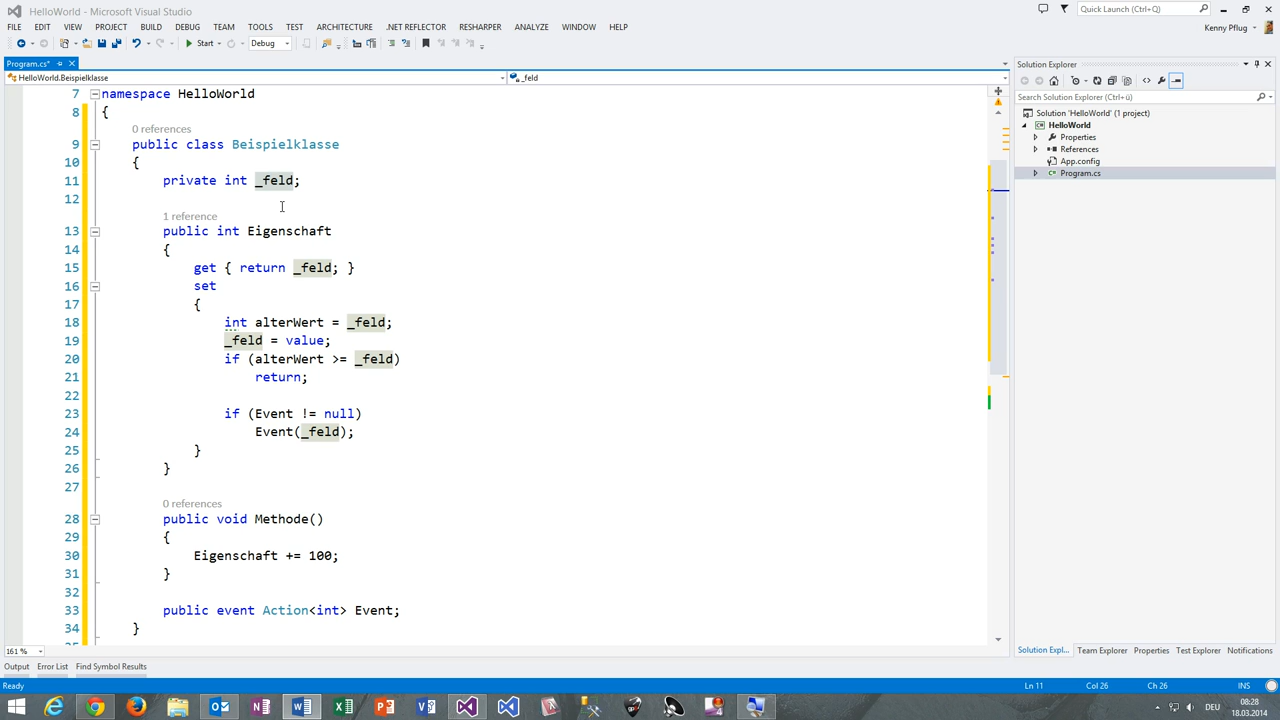 HelloWorld - Microsoft Visual Studio
Quick Launch (Ctrl+Q)
FILE EDIT VIEW PROJECT BUILD DEBUG TEAM TOOLS TEST ARCHITECTURE .NET REFLECTOR RESHARPER ANALYZE WINDOW HELP
Kenny Pflug
Start Debug
Program.cs*
HelloWorld.Beispielklasse _feld
7 namespace HelloWorld
8 {
0 references
9 public class Beispielklasse
10 {
11 private int _feld;
12
1 reference
13 public int Eigenschaft
14 {
15 get { return _feld; }
16 set
17 {
18 int alterWert = _feld;
19 _feld = value;
20 if (alterWert >= _feld)
21 return;
22
23 if (Event != null)
24 Event(_feld);
25 }
26 }
27
0 references
28 public void Methode()
29 {
30 Eigenschaft += 100;
31 }
32
33 public event Action<int> Event;
34 }
161 %
Solution Explorer
Search Solution Explorer (Ctrl+ü)
Solution 'HelloWorld' (1 project)
HelloWorld
Properties
References
App.config
Program.cs
Solution Expl... Team Explorer Properties Test Explorer Notifications
Output Error List Find Symbol Results
Ready Ln 11 Col 26 Ch 26 INS
DEU
08:28
18.03.2014